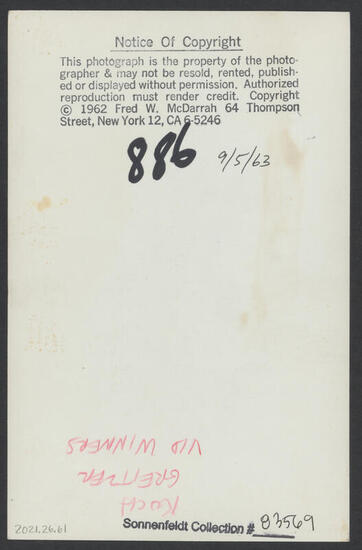 Notice Of Copyright
This photograph is the property of the photo-
grapher & may not be resold, rented, publish-
ed or displayed without permission. Authorized
reproduction must render credit. Copyright
© 1962 Fred W. McDarrah 64 Thompson
Street, New York 12, CA 6-5246
886 9/5/63
KOCH
GREITZER
VID WINNERS
Sonnenfeldt Collection # 83569
2021.26.61